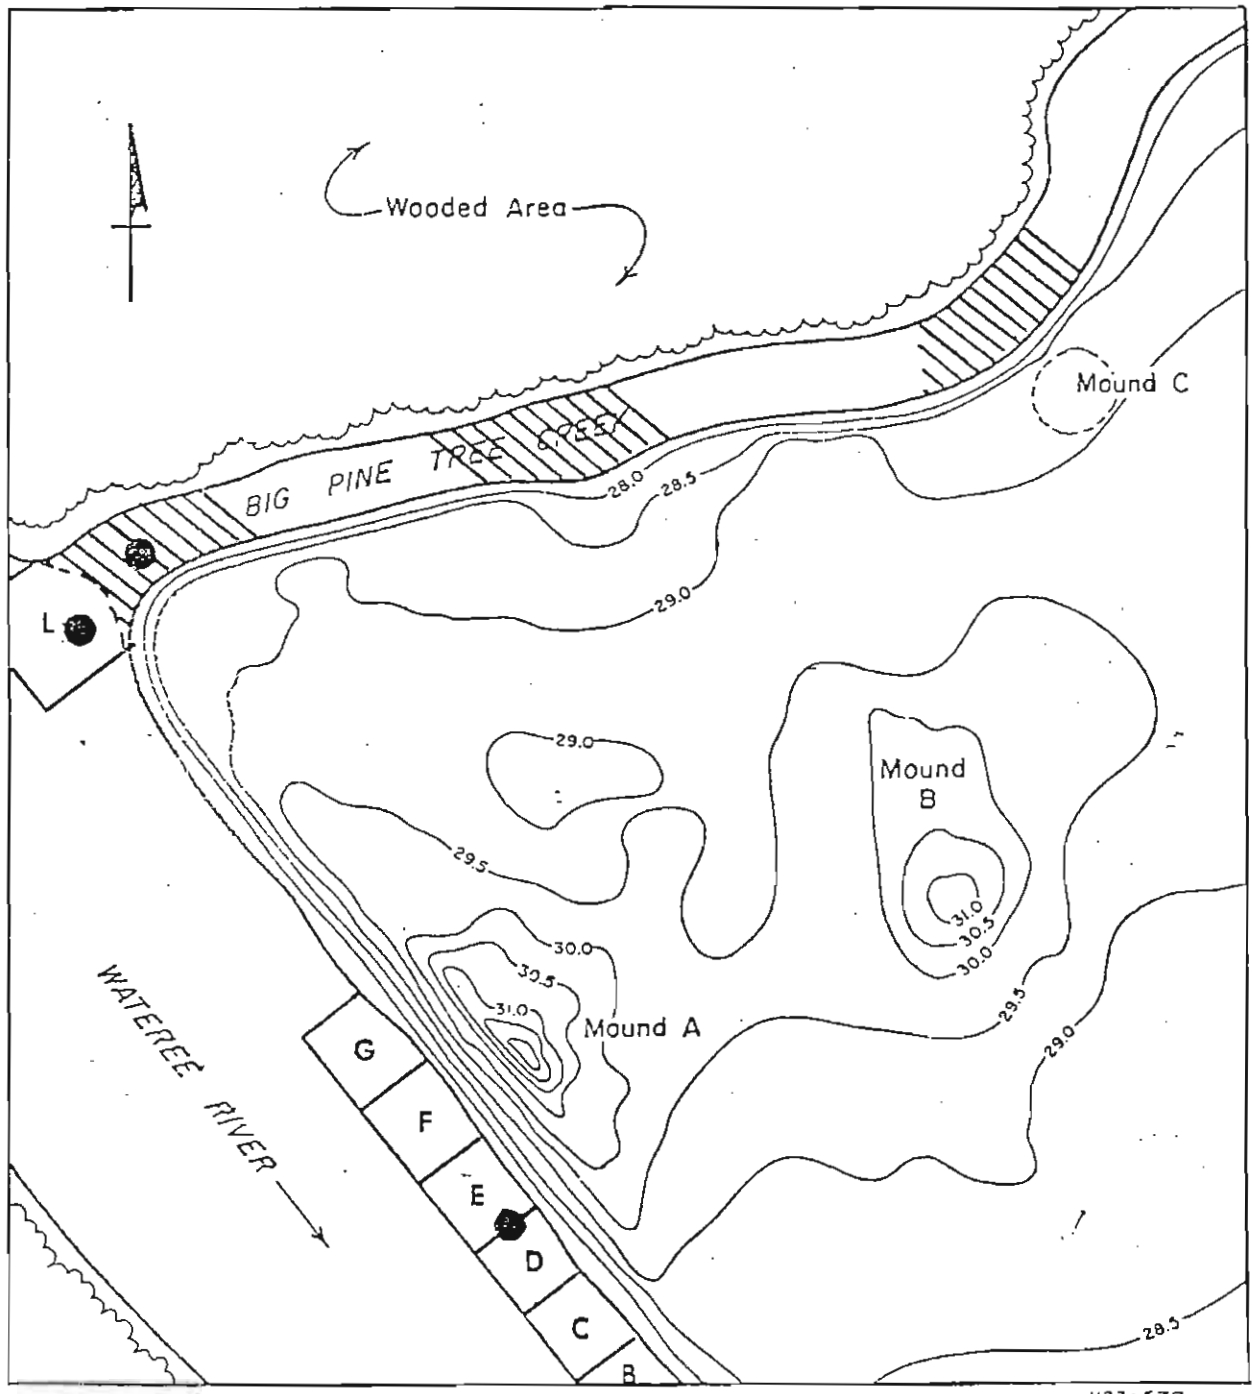 Wooded Area
Mound C
BIG PINE TREE CREEK
28.0
28.5
L
29.0
29.0
Mound
B
29.5
31.0
30.5
30.0
30.0
30.5
31.0
Mound A
29.5
29.0
WATEREE RIVER
G
F
E
D
C
B
28.5